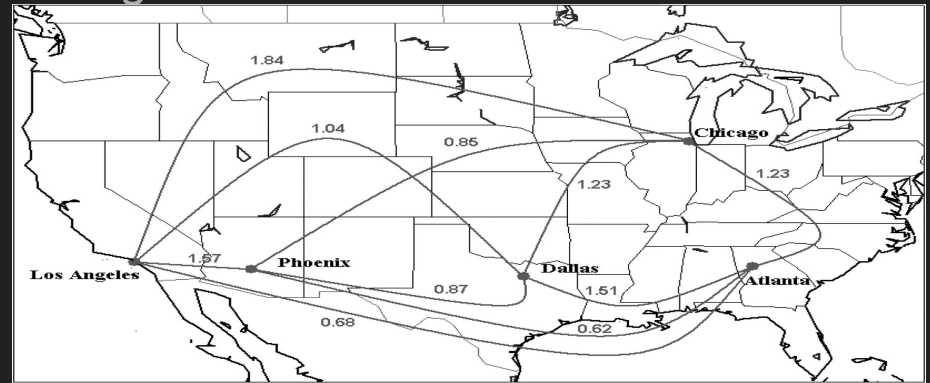 1.84
1.04
0.85
Chicago
1.23
1.23
1.57
Phoenix
Los Angeles
Dallas
Atlanta
0.87
1.51
0.68
0.62